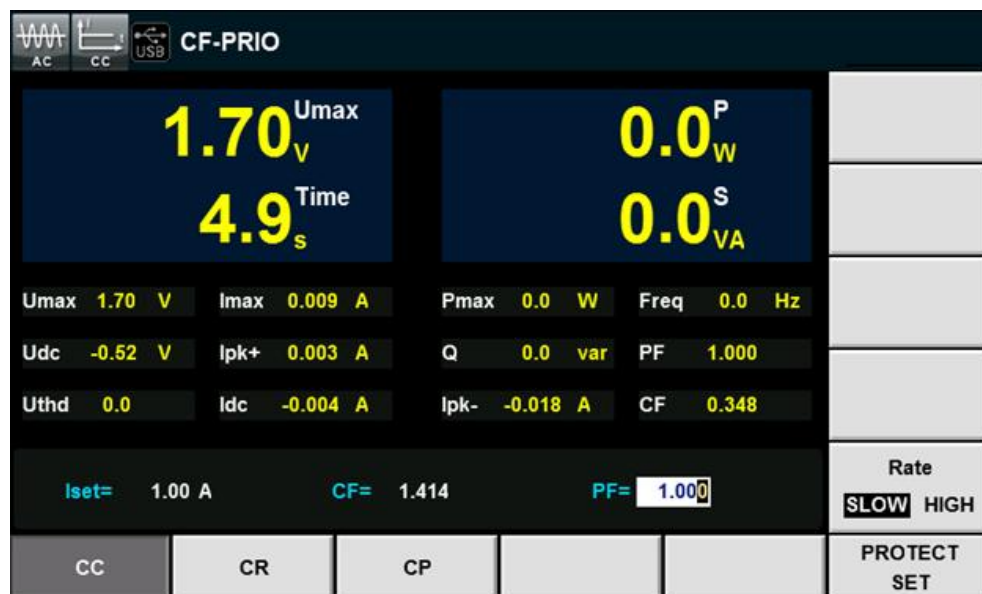 AC CC USB CF-PRIO
1.70 Umax V
4.9 Time s
0.0 P W
0.0 S VA
Umax 1.70 V Imax 0.009 A Pmax 0.0 W Freq 0.0 Hz
Udc -0.52 V Ipk+ 0.003 A Q 0.0 var PF 1.000
Uthd 0.0 Idc -0.004 A Ipk- -0.018 A CF 0.348
Iset= 1.00 A CF= 1.414 PF= 1.000
Rate
SLOW HIGH
CC CR CP
PROTECT
SET